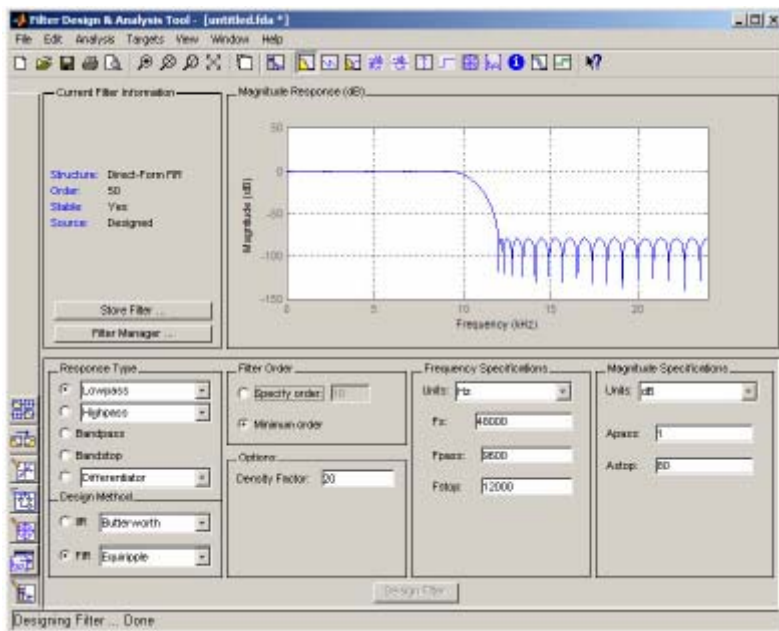 Filter Design & Analysis Tool - [untitled.fda *]
File Edit Analysis Targets View Window Help
Current Filter Information
Structure: Direct-Form FIR
Order: 50
Stable: Yes
Source: Designed
Store Filter ...
Filter Manager ...
Magnitude Response (dB)
Magnitude (dB)
50
0
-50
-100
-150
0 5 10 15 20
Frequency (kHz)
Response Type
Lowpass
Highpass
Bandpass
Bandstop
Differentiator
Design Method
IIR Butterworth
FIR Equiripple
Filter Order
Specify order: 10
Minimum order
Options
Density Factor: 20
Frequency Specifications
Units: Hz
Fs: 48000
Fpass: 9600
Fstop: 12000
Magnitude Specifications
Units: dB
Apass: 1
Astop: 80
Design Filter
Designing Filter ... Done